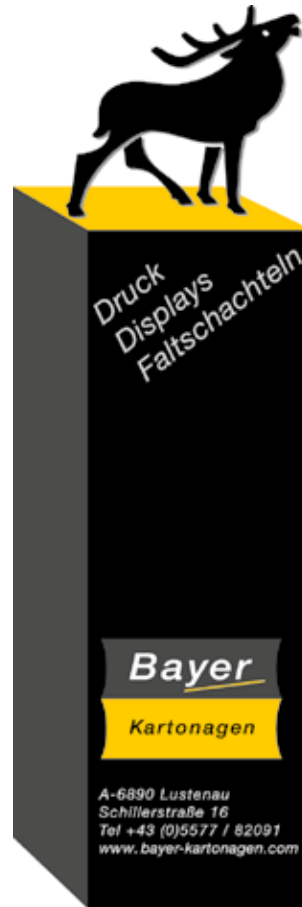 Druck
Displays
Faltschachteln
Bayer
Kartonagen
A-6890 Lustenau
Schillerstraße 16
Tel +43 (0)5577 / 82091
www.bayer-kartonagen.com